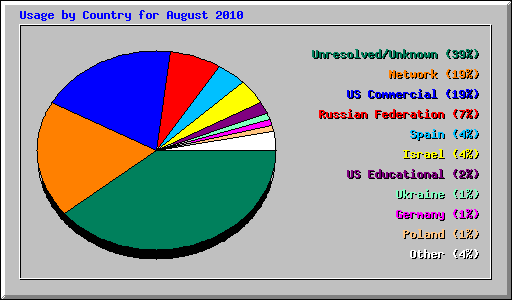 Usage by Country for August 2010
Unresolved/Unknown (39%)
Network (19%)
US Commercial (19%)
Russian Federation (7%)
Spain (4%)
Israel (4%)
US Educational (2%)
Ukraine (1%)
Germany (1%)
Poland (1%)
Other (4%)